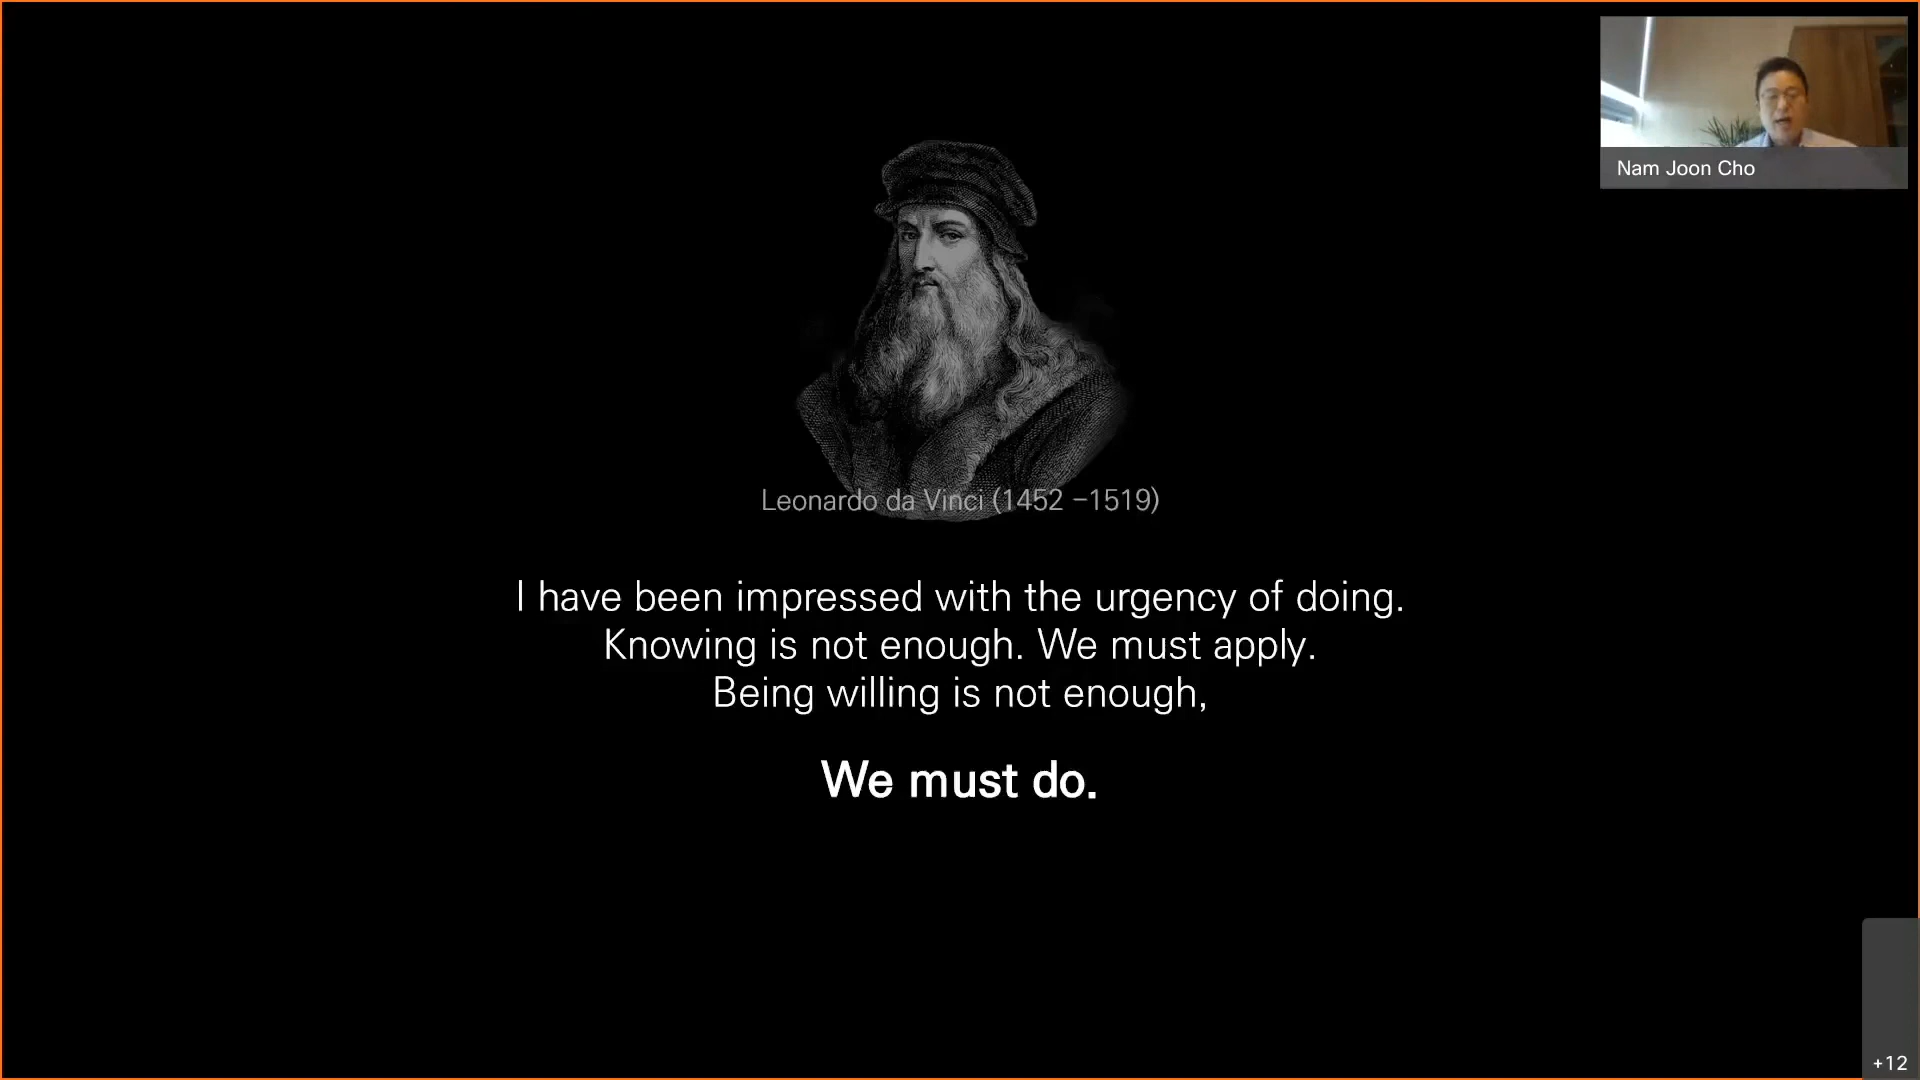 Nam Joon Cho
Leonardo da Vinci (1452 –1519)
I have been impressed with the urgency of doing.
Knowing is not enough. We must apply.
Being willing is not enough,
We must do.
+12